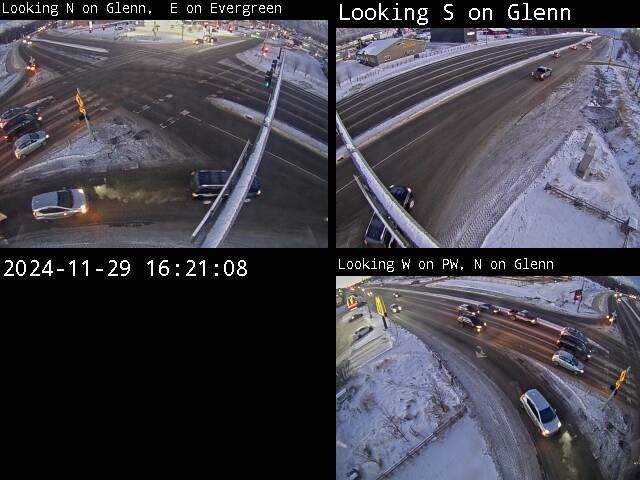 Looking N on Glenn,  E on Evergreen
Looking S on Glenn
2024-11-29 16:21:08
Looking W on PW, N on Glenn